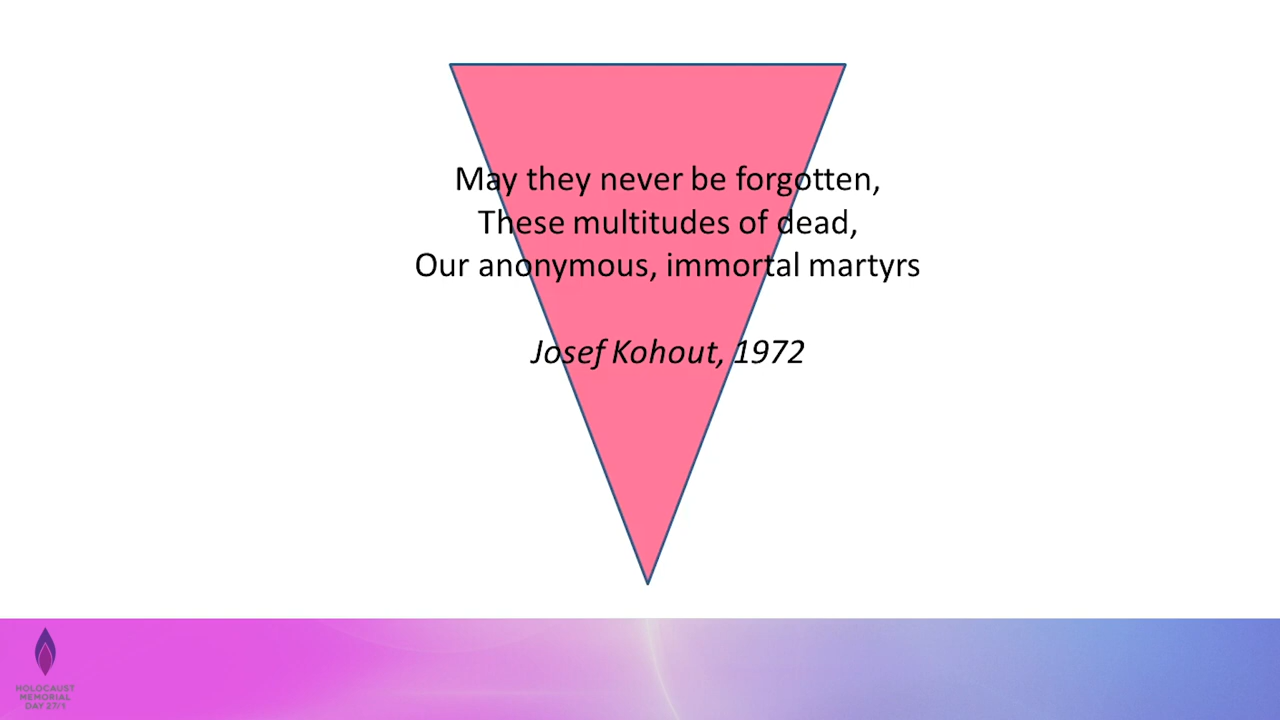 May they never be forgotten,
These multitudes of dead,
Our anonymous, immortal martyrs
Josef Kohout, 1972
HOLOCAUST
MEMORIAL
DAY 27/1